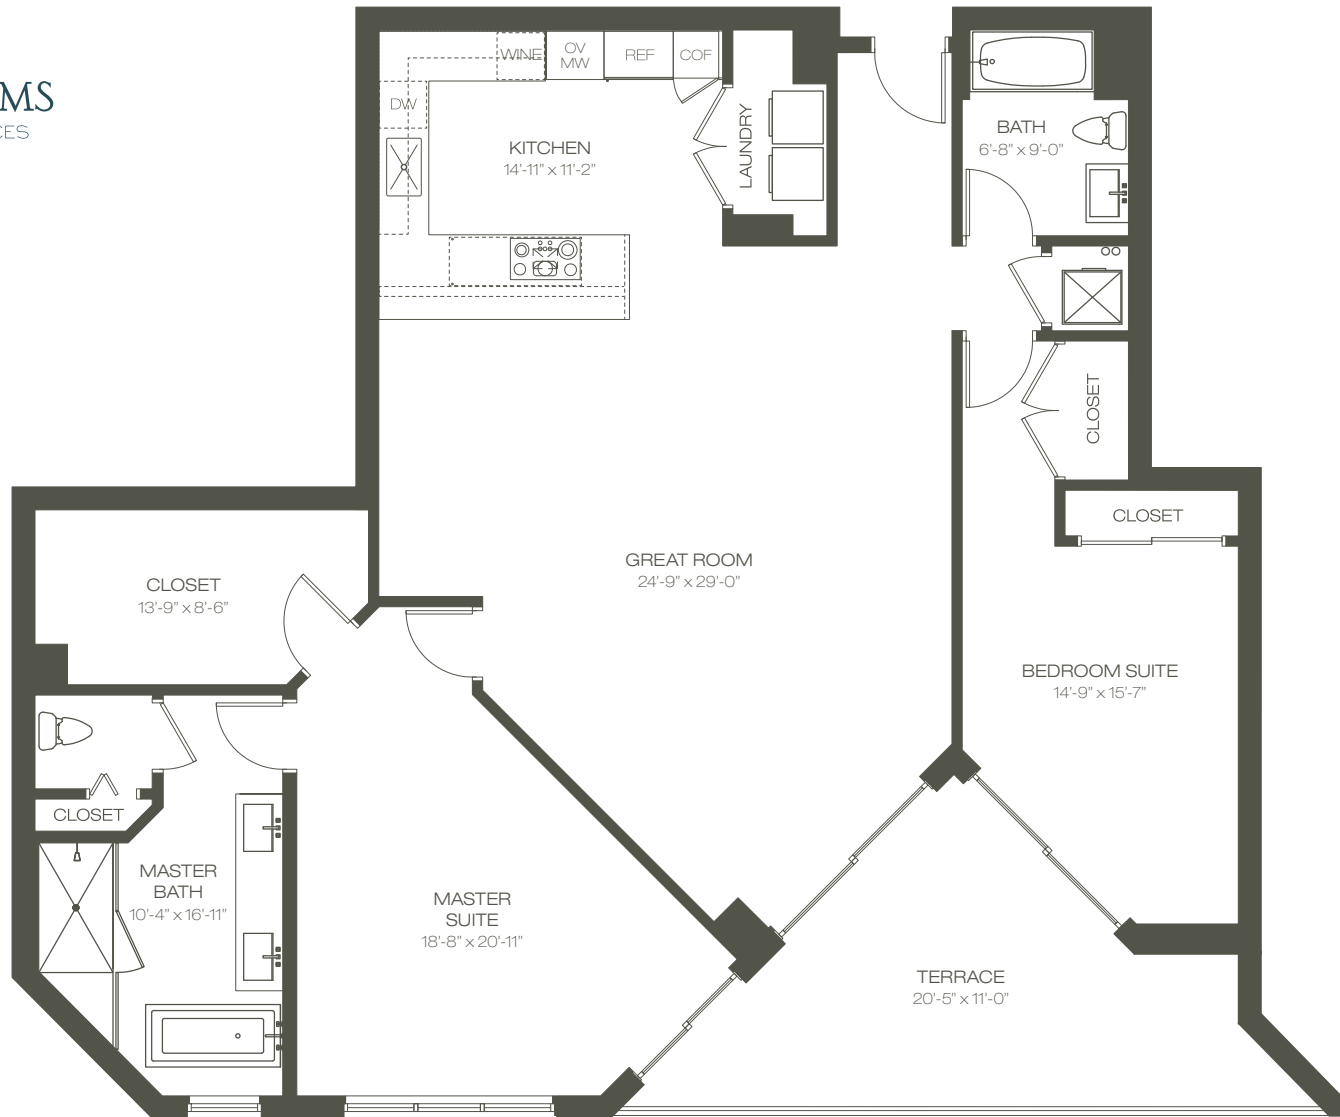 MS
CES
WINE
OV
MW
REF
COF
DW
KITCHEN
14'-11" x 11'-2"
LAUNDRY
BATH
6'-8" x 9'-0"
CLOSET
CLOSET
GREAT ROOM
24'-9" x 29'-0"
CLOSET
13'-9" x 8'-6"
BEDROOM SUITE
14'-9" x 15'-7"
CLOSET
MASTER
BATH
10'-4" x 16'-11"
MASTER
SUITE
18'-8" x 20'-11"
TERRACE
20'-5" x 11'-0"